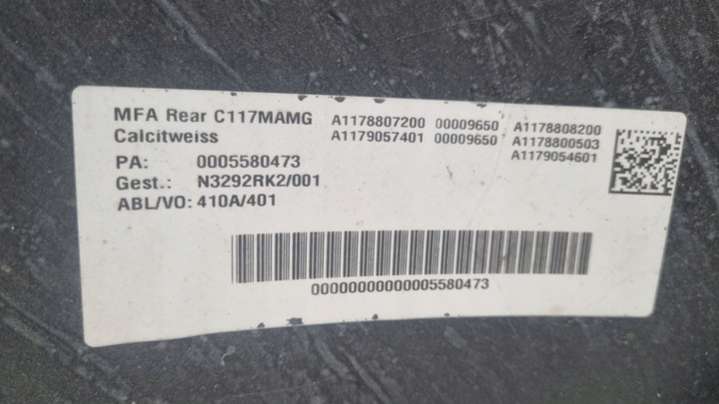 MFA Rear C117MAMG A1178807200 00009650 A1178808200
Calcitweiss A1179057401 00009650 A1178800503
A1179054601
PA: 0005580473
Gest.: N3292RK2/001
ABL/VO: 410A/401
00000000000005580473